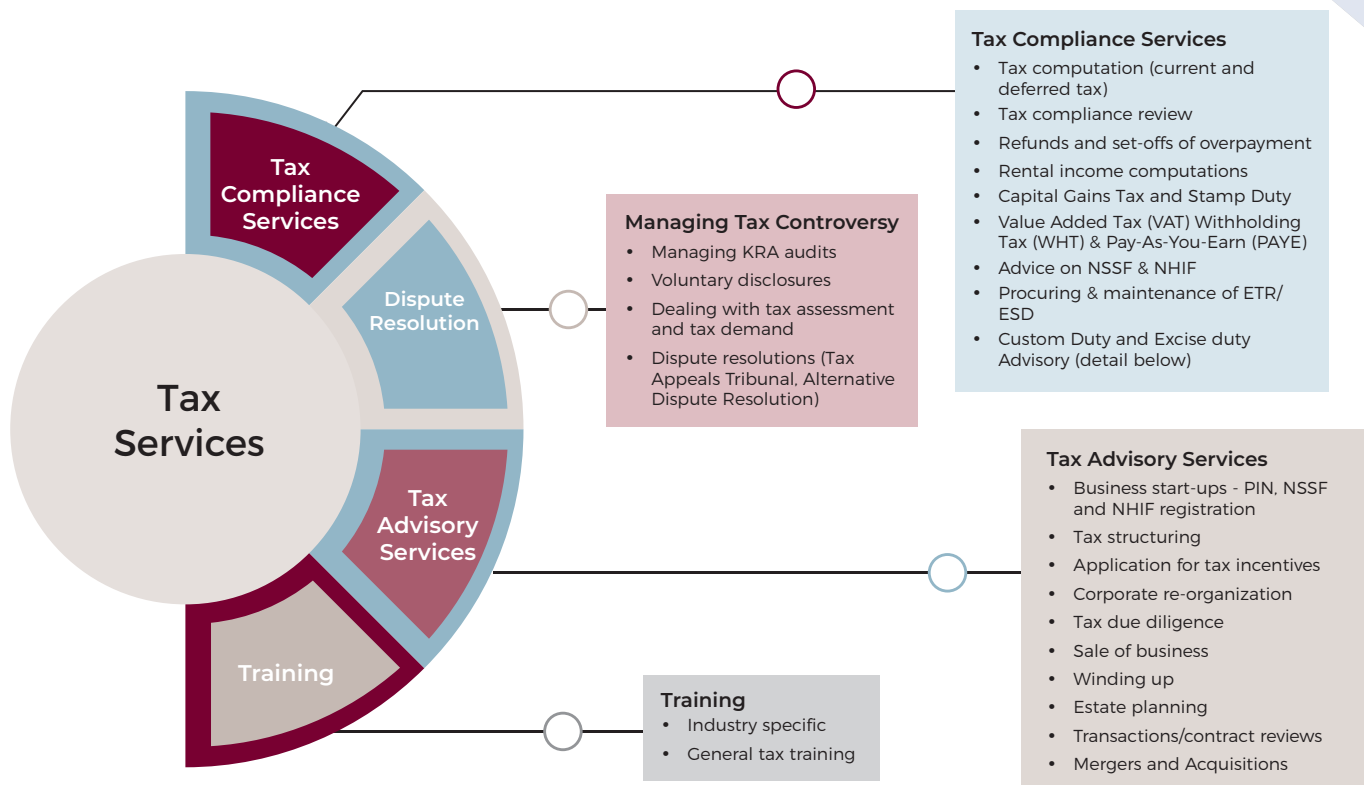 Tax
Services
Tax
Compliance
Services
Dispute
Resolution
Tax
Advisory
Services
Training
Tax Compliance Services
• Tax computation (current and
deferred tax)
• Tax compliance review
• Refunds and set-offs of overpayment
• Rental income computations
• Capital Gains Tax and Stamp Duty
• Value Added Tax (VAT) Withholding
Tax (WHT) & Pay-As-You-Earn (PAYE)
• Advice on NSSF & NHIF
• Procuring & maintenance of ETR/
ESD
• Custom Duty and Excise duty
Advisory (detail below)
Managing Tax Controversy
• Managing KRA audits
• Voluntary disclosures
• Dealing with tax assessment
and tax demand
• Dispute resolutions (Tax
Appeals Tribunal, Alternative
Dispute Resolution)
Tax Advisory Services
• Business start-ups - PIN, NSSF
and NHIF registration
• Tax structuring
• Application for tax incentives
• Corporate re-organization
• Tax due diligence
• Sale of business
• Winding up
• Estate planning
• Transactions/contract reviews
• Mergers and Acquisitions
Training
• Industry specific
• General tax training